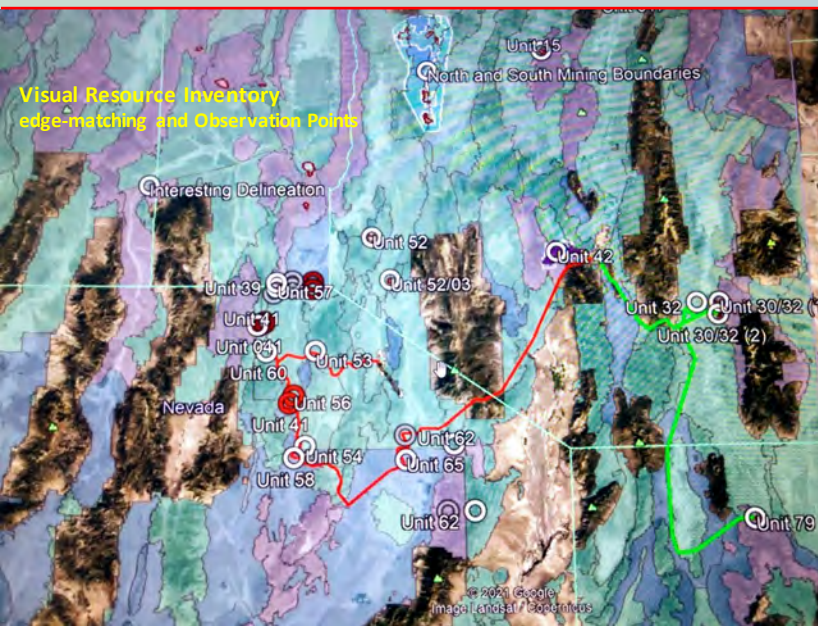 Unit 15
North and South Mining Boundaries
Visual Resource Inventory
edge-matching and Observation Points
Interesting Delineation
Unit 52
Unit 42
Unit 52/03
Unit 39
Unit 57
Unit 32
Unit 30/32 (
Unit 41
Unit 30/32 (2)
Unit 041
Unit 53
Unit 60
Nevada
Unit 56
Unit 41
Unit 62
Unit 54
Unit 65
Unit 58
Unit 62
Unit 79
© 2021 Google
Image Landsat / Copernicus